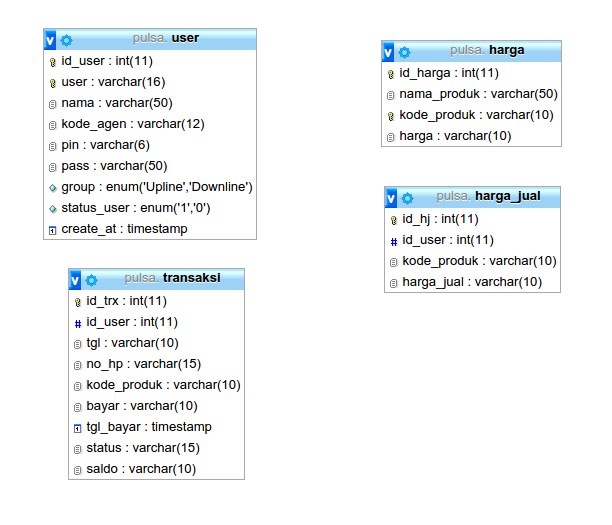 pulsa. user
id_user : int(11)
user : varchar(16)
nama : varchar(50)
kode_agen : varchar(12)
pin : varchar(6)
pass : varchar(50)
group : enum('Upline','Downline')
status_user : enum('1','0')
create_at : timestamp
pulsa. harga
id_harga : int(11)
nama_produk : varchar(50)
kode_produk : varchar(10)
harga : varchar(10)
pulsa. harga_jual
id_hj : int(11)
id_user : int(11)
kode_produk : varchar(10)
harga_jual : varchar(10)
pulsa. transaksi
id_trx : int(11)
id_user : int(11)
tgl : varchar(10)
no_hp : varchar(15)
kode_produk : varchar(10)
bayar : varchar(10)
tgl_bayar : timestamp
status : varchar(15)
saldo : varchar(10)